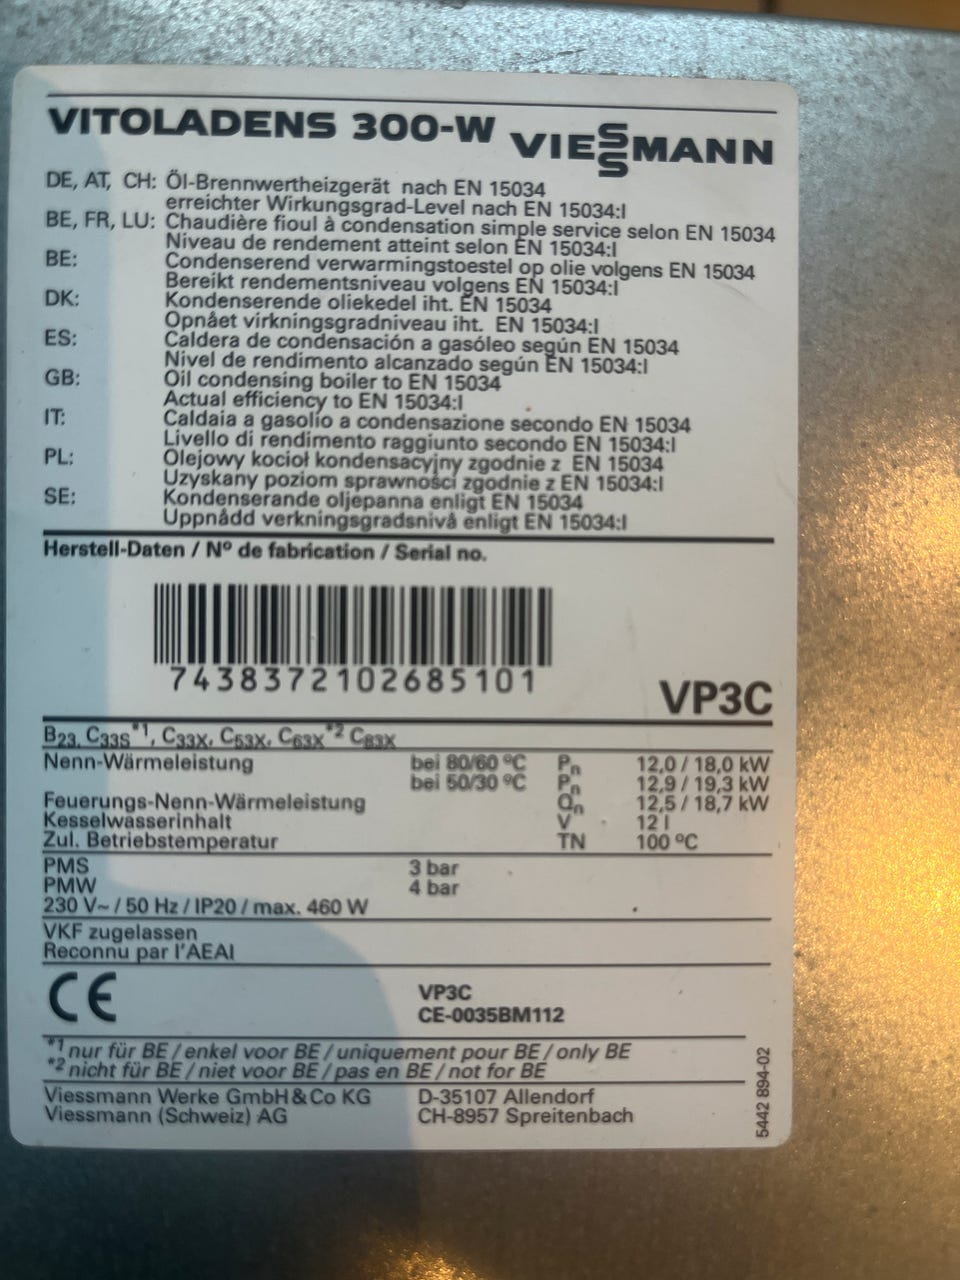 VITOLADENS 300-W VIESSMANN
DE, AT, CH: Öl-Brennwertheizgerät nach EN 15034
erreichter Wirkungsgrad-Level nach EN 15034:I
BE, FR, LU: Chaudière fioul à condensation simple service selon EN 15034
Niveau de rendement atteint selon EN 15034:I
BE: Condenserend verwarmingstoestel op olie volgens EN 15034
Bereikt rendementsniveau volgens EN 15034:I
DK: Kondenserende oliekedel iht. EN 15034
Opnået virkningsgradniveau iht. EN 15034:I
ES: Caldera de condensación a gasóleo según EN 15034
Nivel de rendimento alcanzado según EN 15034:I
GB: Oil condensing boiler to EN 15034
Actual efficiency to EN 15034:I
IT: Caldaia a gasolio a condensazione secondo EN 15034
Livello di rendimento raggiunto secondo EN 15034:I
PL: Olejowy kocioł kondensacyjny zgodnie z EN 15034
Uzyskany poziom sprawności zgodnie z EN 15034:I
SE: Kondenserande oljepanna enligt EN 15034
Uppnådd verkningsgradsnivå enligt EN 15034:I
Herstell-Daten / Nº de fabrication / Serial no.
7438372102685101
VP3C
B23, C33S*1, C33X, C53X, C63X*2 C83X
Nenn-Wärmeleistung bei 80/60 ºC Pn 12,0 / 18,0 kW
bei 50/30 ºC Pn 12,9 / 19,3 kW
Feuerungs-Nenn-Wärmeleistung Qn 12,5 / 18,7 kW
Kesselwasserinhalt V 12 l
Zul. Betriebstemperatur TN 100 ºC
PMS 3 bar
PMW 4 bar
230 V~ / 50 Hz / IP20 / max. 460 W
VKF zugelassen
Reconnu par l'AEAI
CE VP3C
CE-0035BM112
*1 nur für BE / enkel voor BE / uniquement pour BE / only BE
*2 nicht für BE / niet voor BE / pas en BE / not for BE
Viessmann Werke GmbH & Co KG D-35107 Allendorf
Viessmann (Schweiz) AG CH-8957 Spreitenbach
5442 894-02